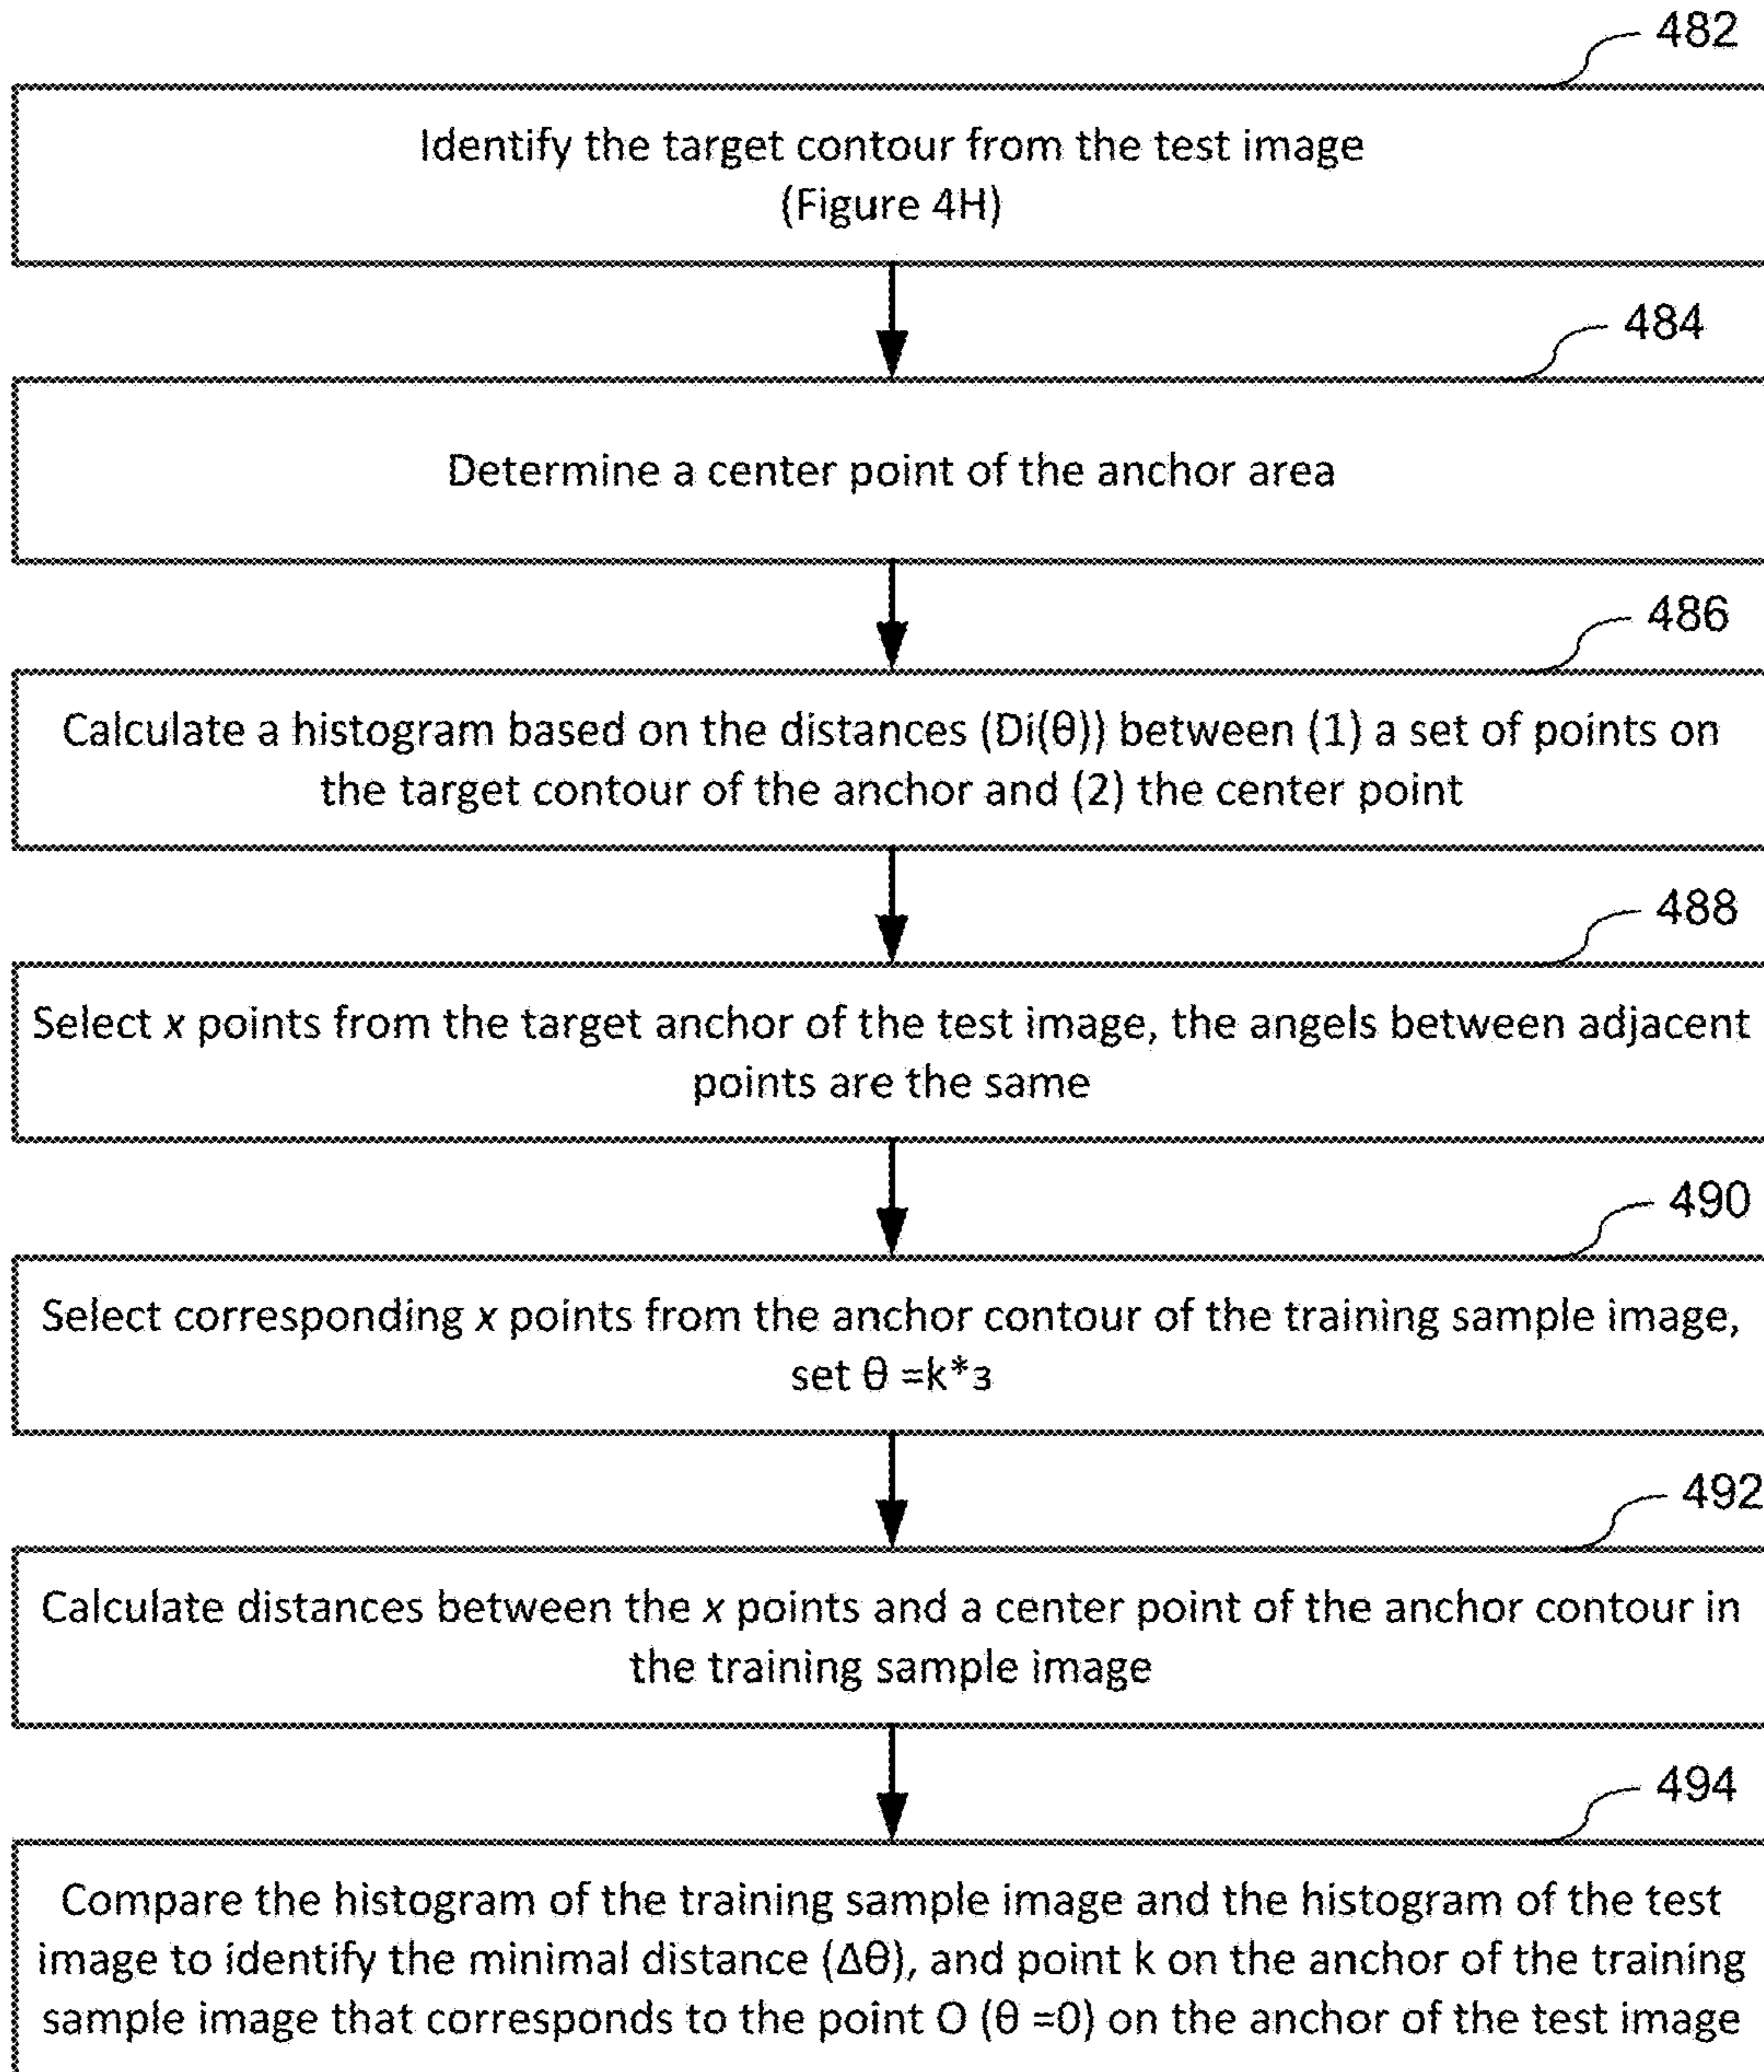 482
Identify the target contour from the test image
(Figure 4H)
484
Determine a center point of the anchor area
486
Calculate a histogram based on the distances (Di(θ)) between (1) a set of points on
the target contour of the anchor and (2) the center point
488
Select x points from the target anchor of the test image, the angels between adjacent
points are the same
490
Select corresponding x points from the anchor contour of the training sample image,
set θ =k*з
492
Calculate distances between the x points and a center point of the anchor contour in
the training sample image
494
Compare the histogram of the training sample image and the histogram of the test
image to identify the minimal distance (Δθ), and point k on the anchor of the training
sample image that corresponds to the point O (θ =0) on the anchor of the test image